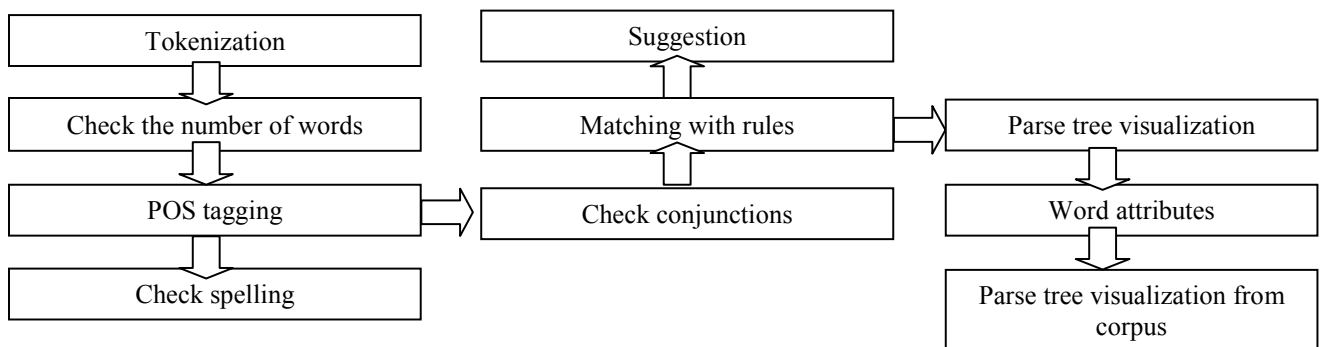 Tokenization
Check the number of words
POS tagging
Check spelling
Suggestion
Matching with rules
Check conjunctions
Parse tree visualization
Word attributes
Parse tree visualization from
corpus